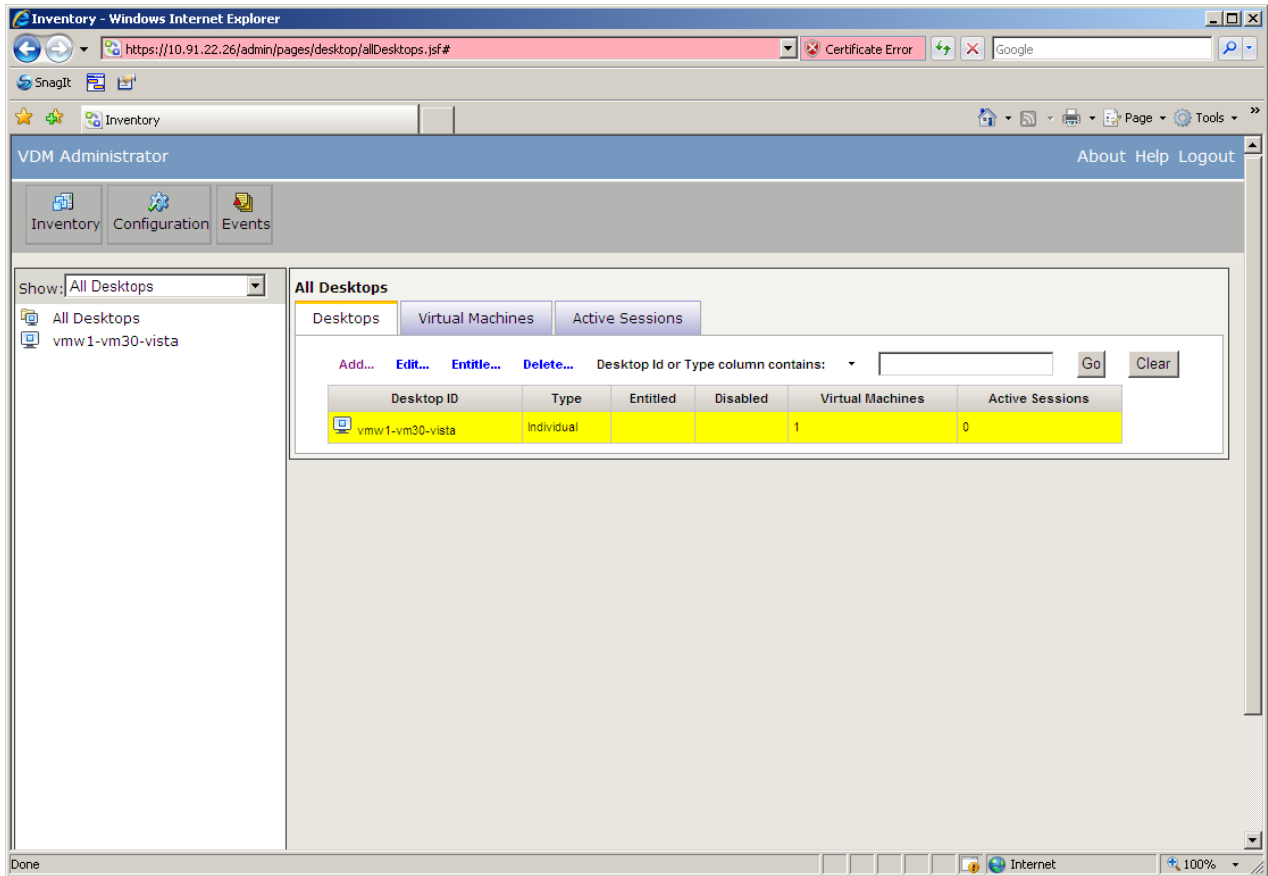 Inventory - Windows Internet Explorer
https://10.91.22.26/admin/pages/desktop/allDesktops.jsf# Certificate Error Google
SnagIt
Inventory Page Tools »
VDM Administrator About Help Logout
Inventory Configuration Events
Show: All Desktops
All Desktops
vmw1-vm30-vista
All Desktops
Desktops Virtual Machines Active Sessions
Add... Edit... Entitle... Delete... Desktop Id or Type column contains: Go Clear
Desktop ID Type Entitled Disabled Virtual Machines Active Sessions
vmw1-vm30-vista Individual 1 0
Done Internet 100%